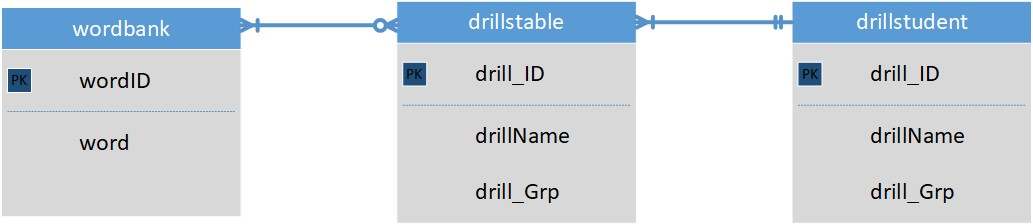 wordbank
PK wordID
word
drillstable
PK drill_ID
drillName
drill_Grp
drillstudent
PK drill_ID
drillName
drill_Grp